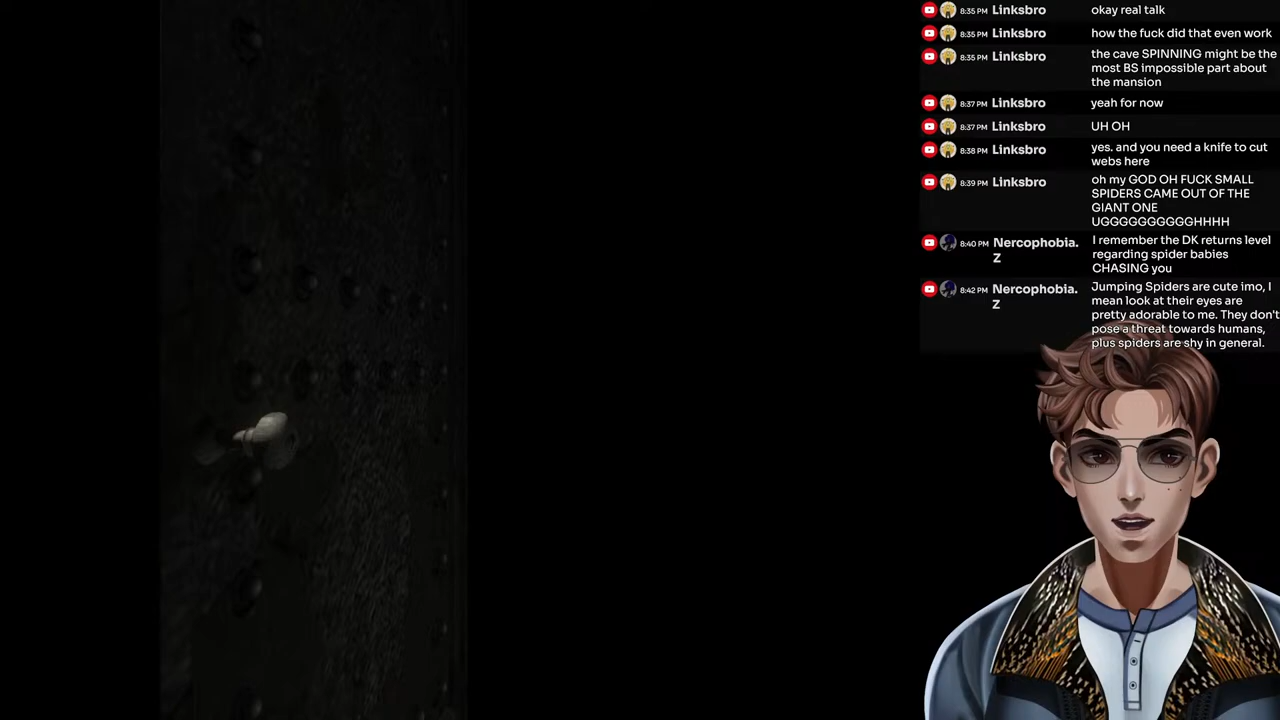 8:35 PM Linksbro okay real talk
8:35 PM Linksbro how the fuck did that even work
8:35 PM Linksbro the cave SPINNING might be the
most BS impossible part about
the mansion
8:37 PM Linksbro yeah for now
8:37 PM Linksbro UH OH
8:38 PM Linksbro yes. and you need a knife to cut
webs here
8:39 PM Linksbro oh my GOD OH FUCK SMALL
SPIDERS CAME OUT OF THE
GIANT ONE
UGGGGGGGGGHHHH
8:40 PM Nercophobia. I remember the DK returns level
Z regarding spider babies
CHASING you
8:42 PM Nercophobia. Jumping Spiders are cute imo, I
Z mean look at their eyes are
pretty adorable to me. They don't
pose a threat towards humans,
plus spiders are shy in general.